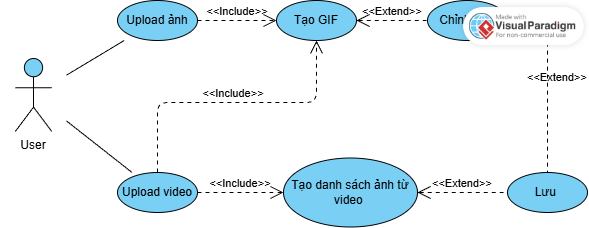 Upload ảnh
<<Include>>
Tạo GIF
<<Extend>>
Chỉn
Made with
Visual Paradigm
For non-commercial use
<<Extend>>
<<Include>>
User
Upload video
<<Include>>
Tạo danh sách ảnh từ
video
<<Extend>>
Lưu